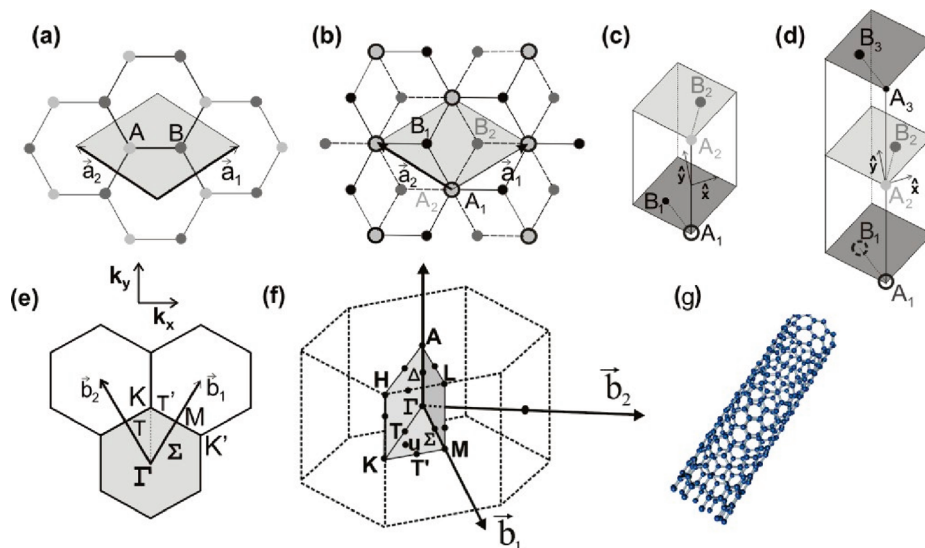 (a)
A
B
a⃗₂
a⃗₁
(b)
B₁
B₂
a⃗₂
a⃗₁
A₂
A₁
(c)
B₂
A₂
ŷ
x̂
B₁
A₁
(d)
B₃
A₃
B₂
ŷ
x̂
A₂
B₁
A₁
kᵧ
kₓ
(e)
b⃗₂
b⃗₁
K
T'
M
T
Σ
K'
Γ
(f)
A
H
Δ
L
Γ
b⃗₂
T
Σ
u
M
K
T'
b⃗₁
(g)